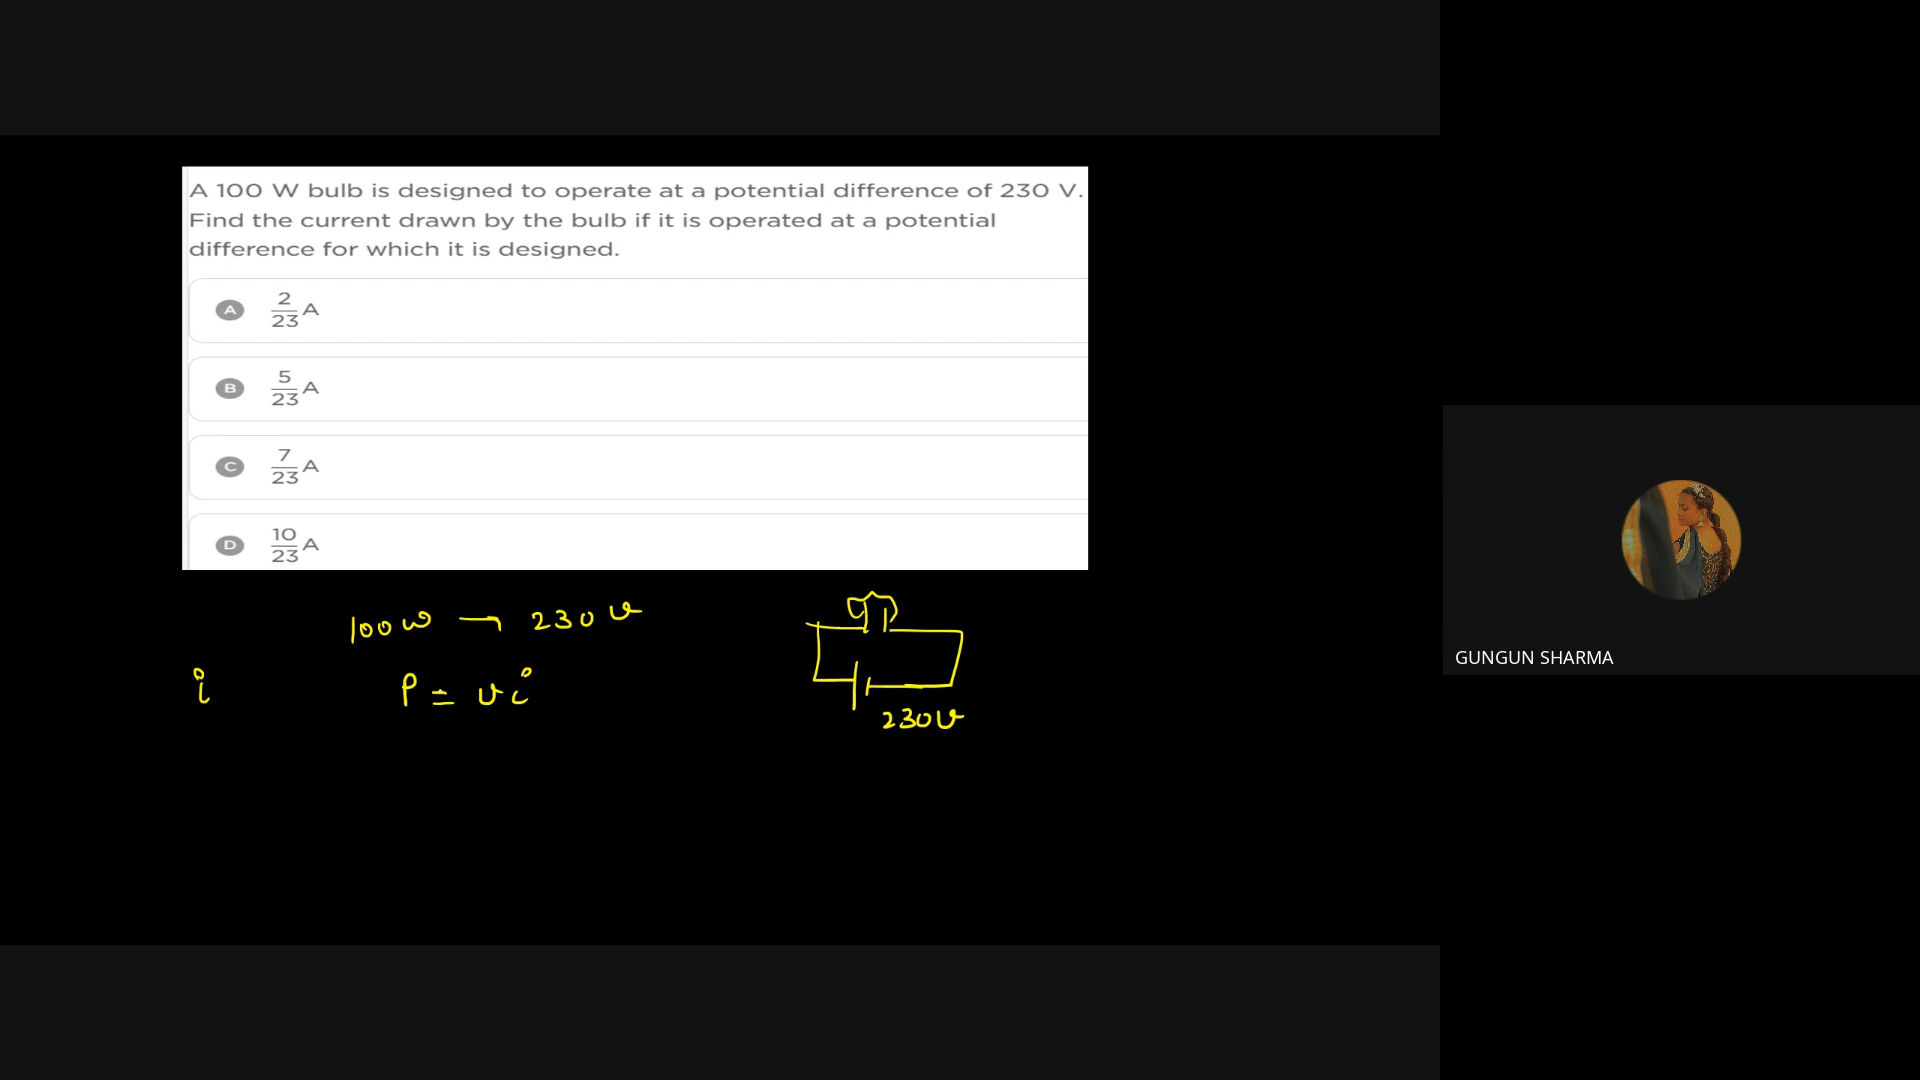 A 100 W bulb is designed to operate at a potential difference of 230 V.
Find the current drawn by the bulb if it is operated at a potential
difference for which it is designed.
A 2/23 A
B 5/23 A
C 7/23 A
D 10/23 A
100w → 230 v
i P = vi
230v
GUNGUN SHARMA